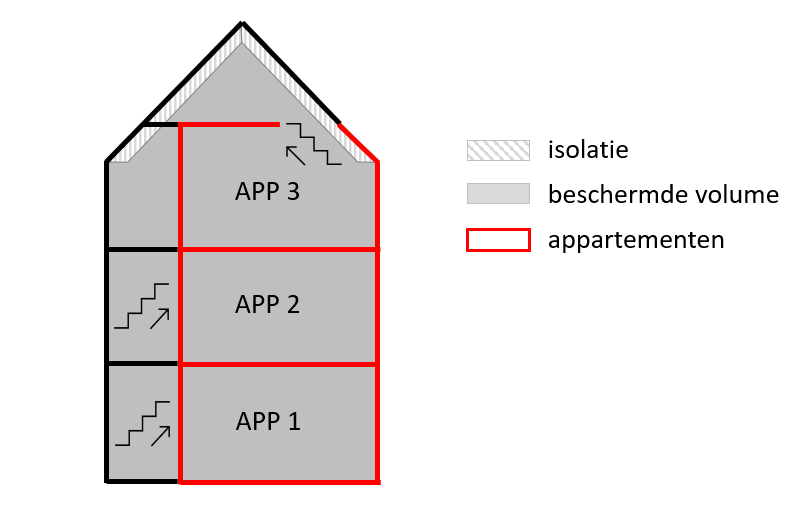 APP 3
APP 2
APP 1
isolatie
beschermde volume
appartementen